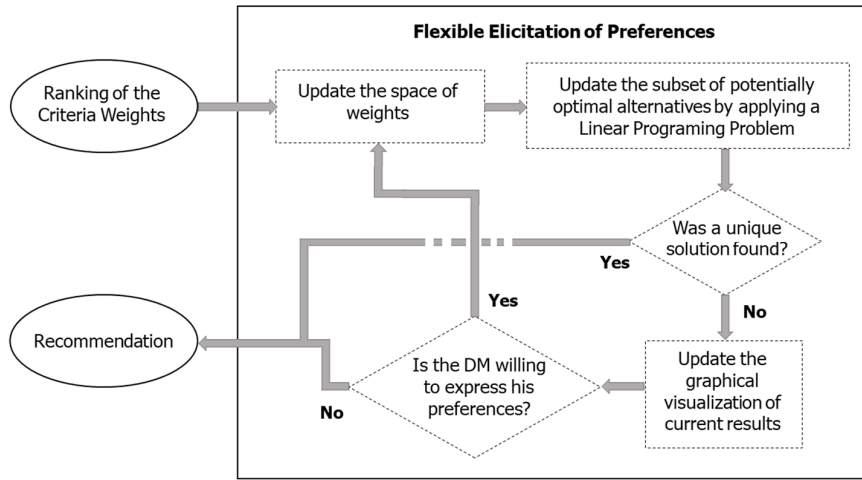 Flexible Elicitation of Preferences
Ranking of the
Criteria Weights
Update the space of
weights
Update the subset of potentially
optimal alternatives by applying a
Linear Programing Problem
Was a unique
solution found?
Yes
No
Update the
graphical
visualization of
current results
Is the DM willing
to express his
preferences?
Yes
No
Recommendation